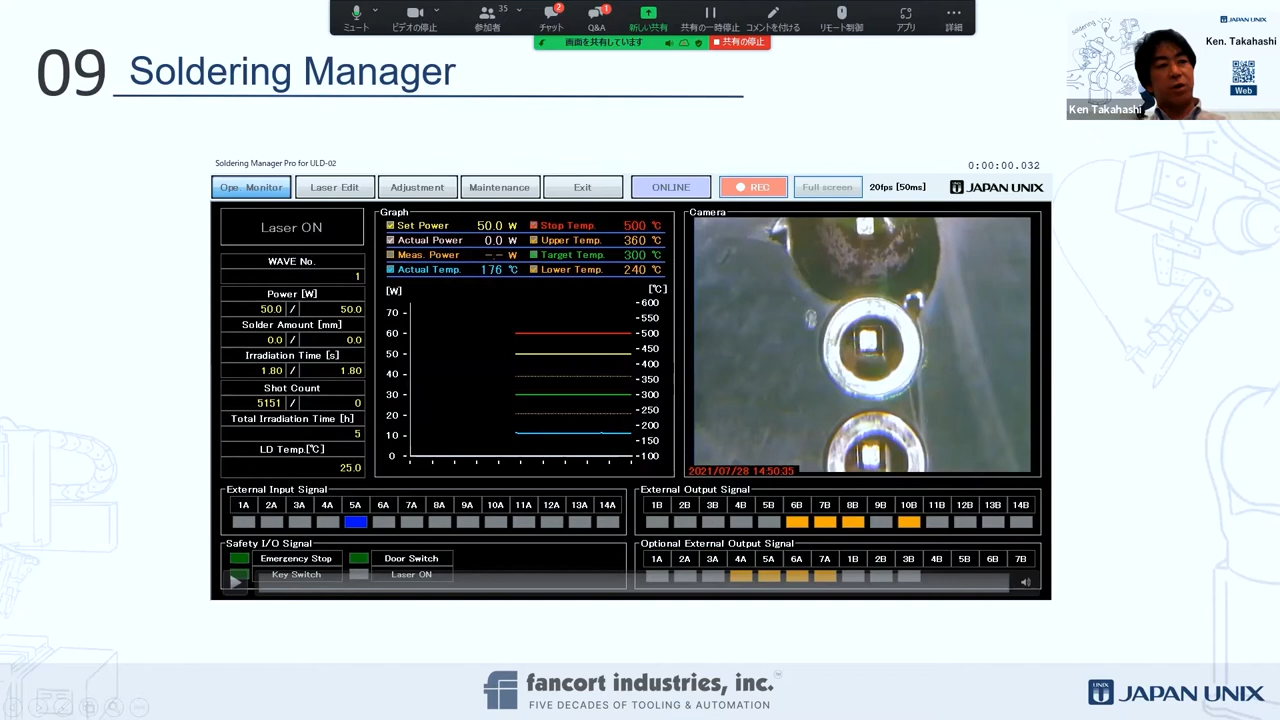 ミュート
ビデオの停止
35
参加者
2
チャット
1
Q&A
新しい共有
共有の一時停止
コメントを付ける
リモート制御
アプリ
詳細
画面を共有しています
共有の停止
09 Soldering Manager
JAPAN UNIX
Ken. Takahashi
Web
Ken Takahashi
Soldering Manager Pro for ULD-02
0:00:00.032
Ope. Monitor
Laser Edit
Adjustment
Maintenance
Exit
ONLINE
REC
Full screen
20fps [50ms]
JAPAN UNIX
Laser ON
WAVE No.
1
Power [W]
50.0 / 50.0
Solder Amount [mm]
0.0 / 0.0
Irradiation Time [s]
1.80 / 1.80
Shot Count
5151 / 0
Total Irradiation Time [h]
5
LD Temp.[℃]
25.0
Graph
Set Power 50.0 W Stop Temp. 500 ℃
Actual Power 0.0 W Upper Temp. 360 ℃
Meas. Power -.- W Target Temp. 300 ℃
Actual Temp. 176 ℃ Lower Temp. 240 ℃
[W] [℃]
70
60
50
40
30
20
10
0
600
550
500
450
400
350
300
250
200
150
100
Camera
2021/07/28 14:50:35
External Input Signal
1A 2A 3A 4A 5A 6A 7A 8A 9A 10A 11A 12A 13A 14A
External Output Signal
1B 2B 3B 4B 5B 6B 7B 8B 9B 10B 11B 12B 13B 14B
Safety I/O Signal
Emergency Stop Door Switch
Key Switch Laser ON
Optional External Output Signal
1A 2A 3A 4A 5A 6A 7A 1B 2B 3B 4B 5B 6B 7B
fancort industries, inc.
FIVE DECADES OF TOOLING & AUTOMATION
UNIX JAPAN UNIX